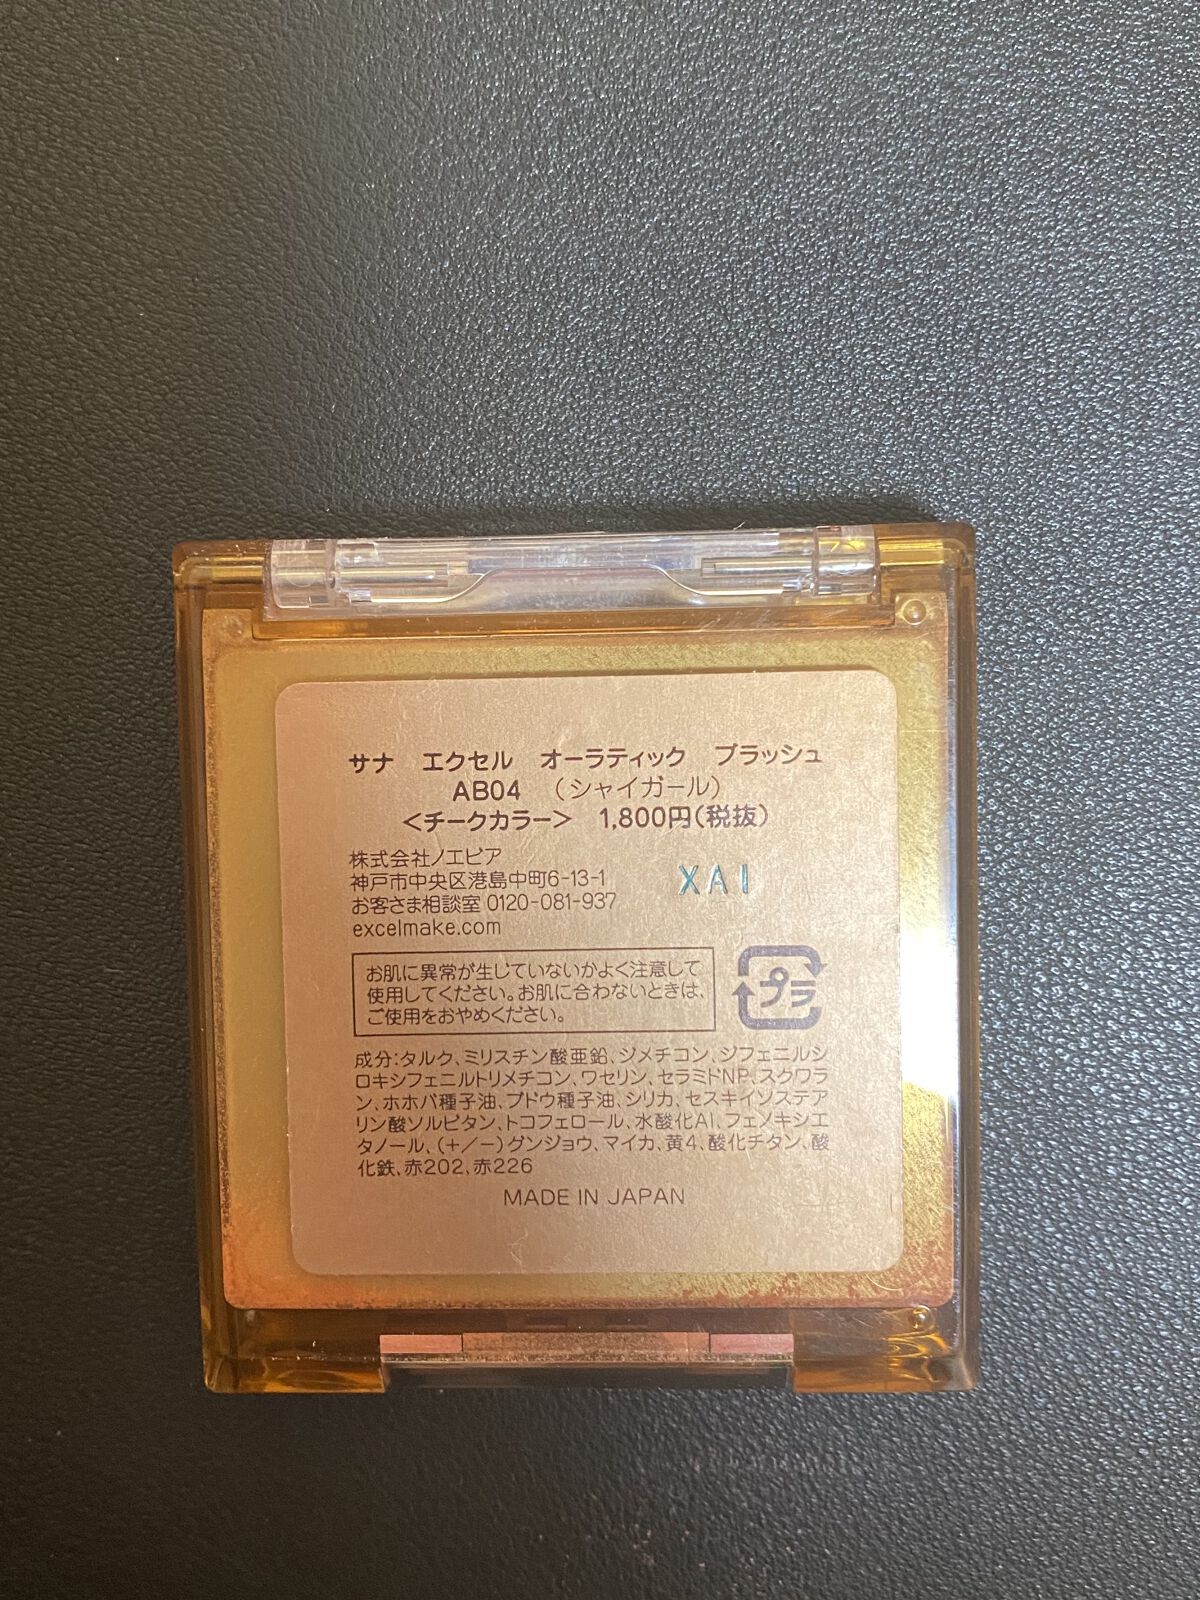 サナ エクセル オーラティック ブラッシュ
AB04 (シャイガール)
<チークカラー> 1,800円(税抜)
株式会社ノエビア
神戸市中央区港島中町6-13-1
お客さま相談室 0120-081-937
excelmake.com
XA1
お肌に異常が生じていないかよく注意して
使用してください。お肌に合わないときは、
ご使用をおやめください。
プラ
成分:タルク、ミリスチン酸亜鉛、ジメチコン、ジフェニルシ
ロキシフェニルトリメチコン、ワセリン、セラミドNP、スクワラ
ン、ホホバ種子油、ブドウ種子油、シリカ、セスキイソステア
リン酸ソルビタン、トコフェロール、水酸化Al、フェノキシエ
タノール、(+/-)グンジョウ、マイカ、黄4、酸化チタン、酸
化鉄、赤202、赤226
MADE IN JAPAN